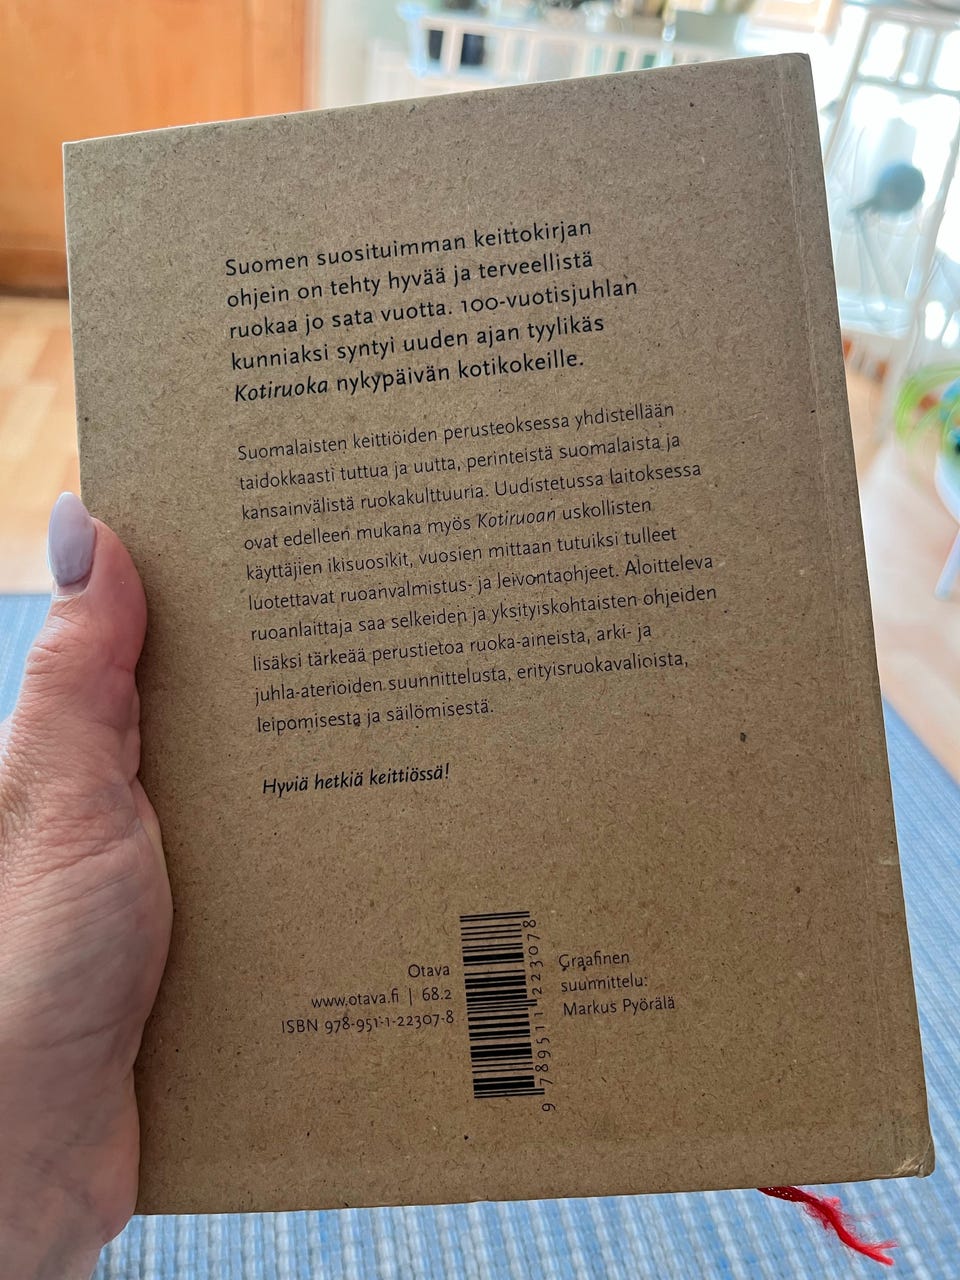 Suomen suosituimman keittokirjan
ohjein on tehty hyvää ja terveellistä
ruokaa jo sata vuotta. 100-vuotisjuhlan
kunniaksi syntyi uuden ajan tyylikäs
Kotiruoka nykypäivän kotikokeille.
Suomalaisten keittiöiden perusteoksessa yhdistellään
taidokkaasti tuttua ja uutta, perinteistä suomalaista ja
kansainvälistä ruokakulttuuria. Uudistetussa laitoksessa
ovat edelleen mukana myös Kotiruoan uskollisten
käyttäjien ikisuosikit, vuosien mittaan tutuiksi tulleet
luotettavat ruoanvalmistus- ja leivontaohjeet. Aloitteleva
ruoanlaittaja saa selkeiden ja yksityiskohtaisten ohjeiden
lisäksi tärkeää perustietoa ruoka-aineista, arki- ja
juhla-aterioiden suunnittelusta, erityisruokavalioista,
leipomisesta ja säilömisestä.
Hyviä hetkiä keittiössä!
Otava
www.otava.fi | 68.2
ISBN 978-951-1-22307-8
9 789511 223078
Graafinen
suunnittelu:
Markus Pyörälä